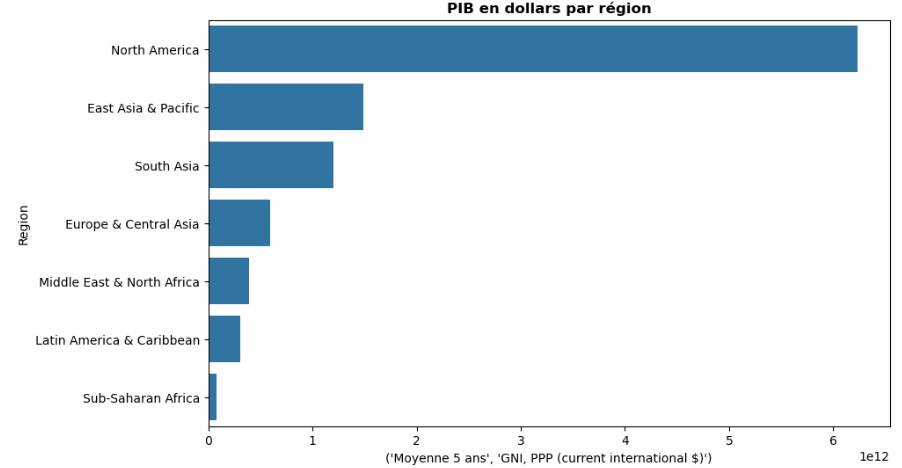 PIB en dollars par région
North America
East Asia & Pacific
South Asia
Europe & Central Asia
Middle East & North Africa
Latin America & Caribbean
Sub-Saharan Africa
Region
0 1 2 3 4 5 6
1e12
('Moyenne 5 ans', 'GNI, PPP (current international $)')